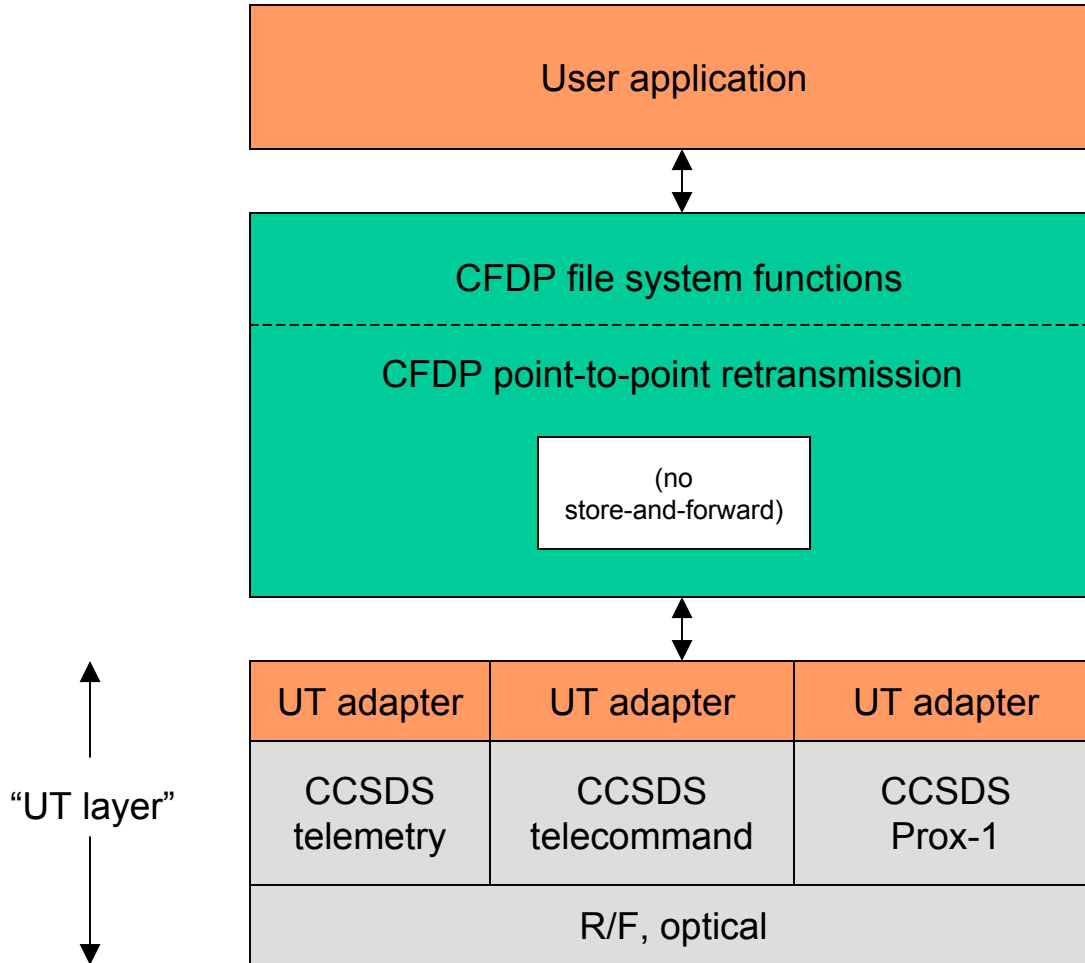 User application
CFDP file system functions
CFDP point-to-point retransmission
(no
store-and-forward)
UT adapter
UT adapter
UT adapter
“UT layer”
CCSDS
telemetry
CCSDS
telecommand
CCSDS
Prox-1
R/F, optical